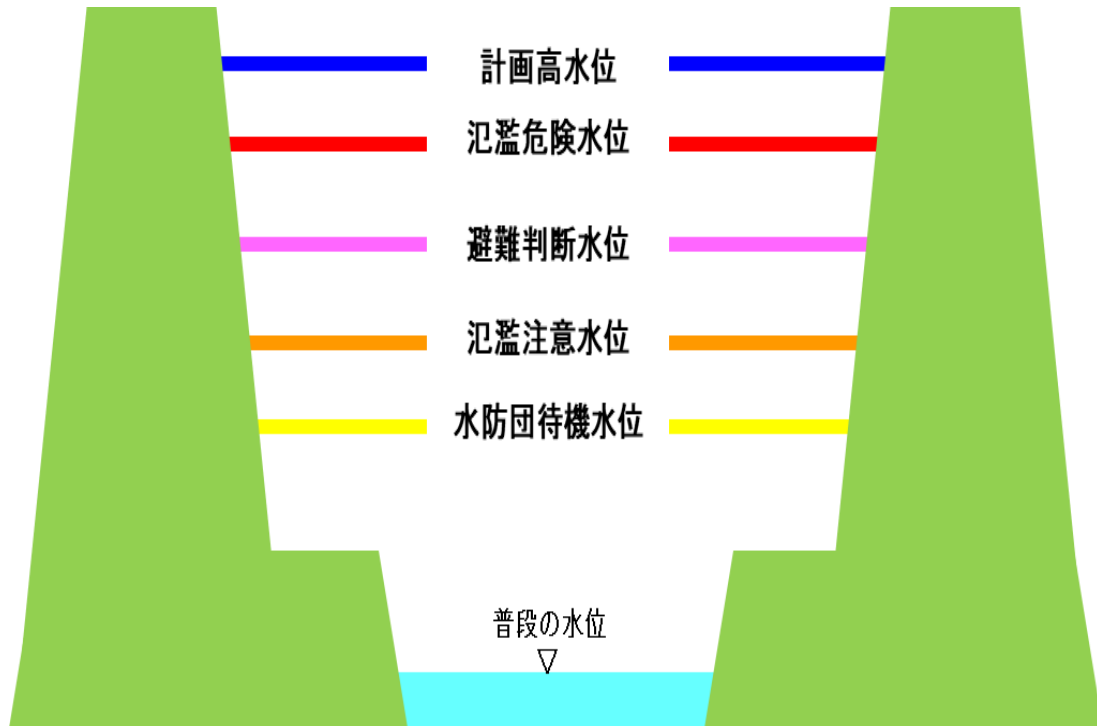 計画高水位
氾濫危険水位
避難判断水位
氾濫注意水位
水防団待機水位
普段の水位